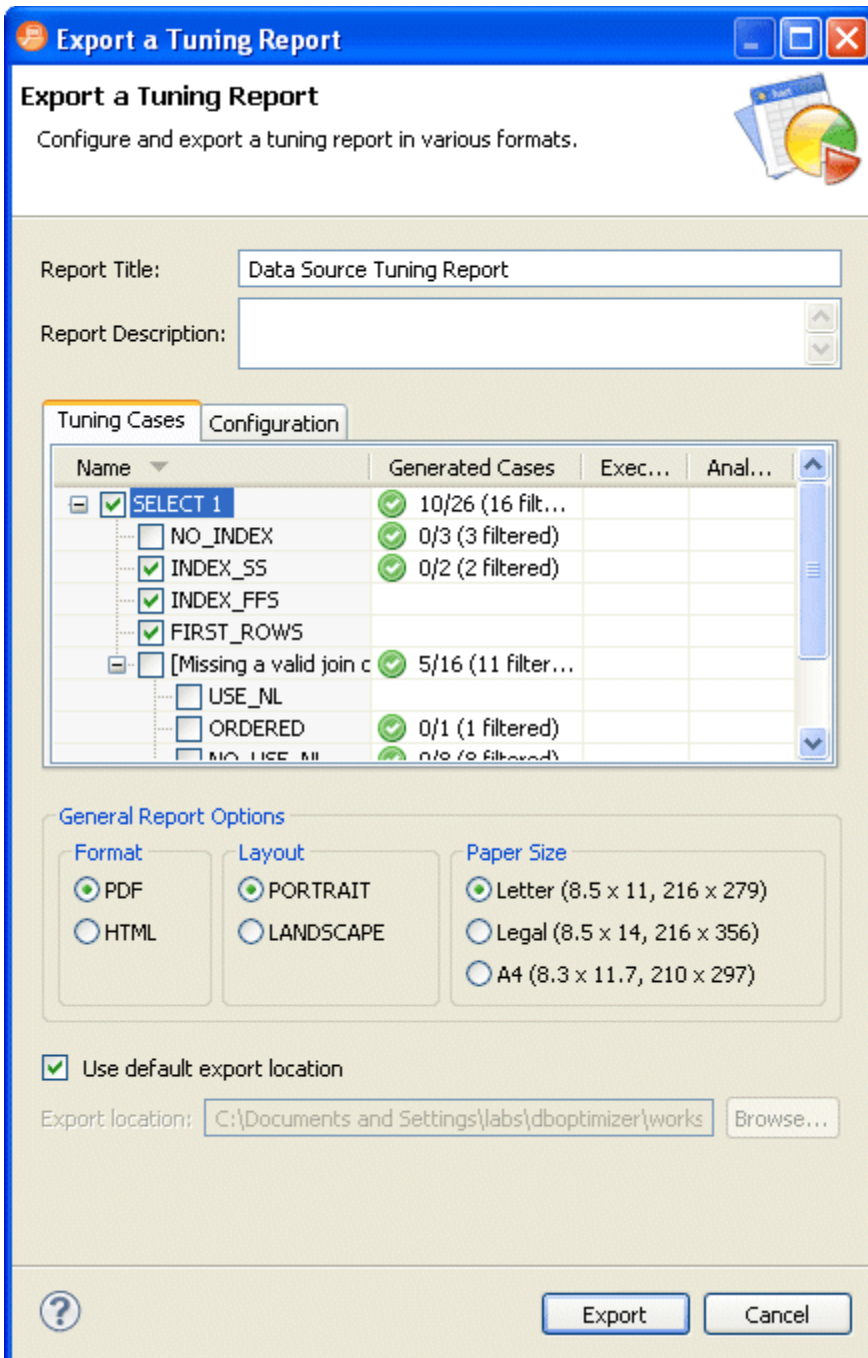 Export a Tuning Report
Export a Tuning Report
Configure and export a tuning report in various formats.
Report Title: Data Source Tuning Report
Report Description:
Tuning Cases Configuration
Name Generated Cases Exec... Anal...
SELECT 1 10/26 (16 filt...
NO_INDEX 0/3 (3 filtered)
INDEX_SS 0/2 (2 filtered)
INDEX_FFS
FIRST_ROWS
[Missing a valid join c 5/16 (11 filter...
USE_NL
ORDERED 0/1 (1 filtered)
NO_USE_NL 0/8 (8 filtered)
General Report Options
Format Layout Paper Size
PDF PORTRAIT Letter (8.5 x 11, 216 x 279)
HTML LANDSCAPE Legal (8.5 x 14, 216 x 356)
A4 (8.3 x 11.7, 210 x 297)
Use default export location
Export location: C:\Documents and Settings\labs\dboptimizer\works Browse...
? Export Cancel